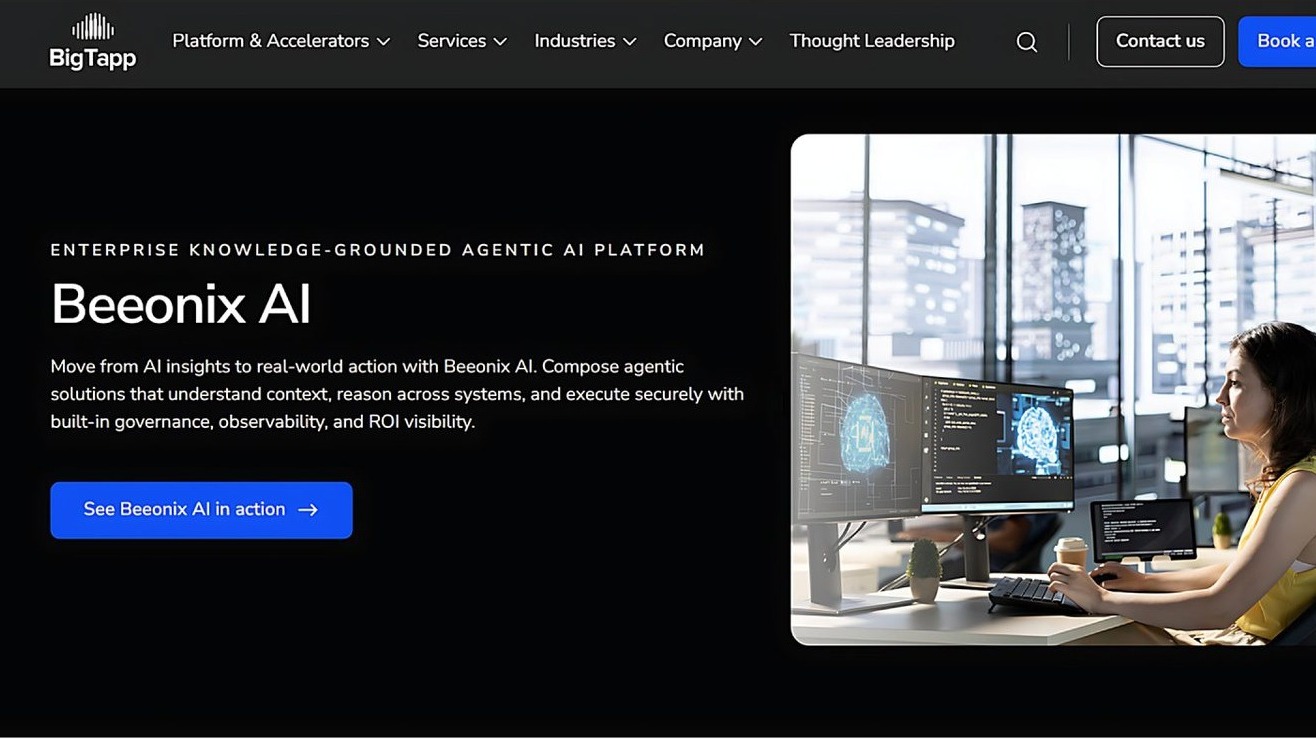 BigTapp
Platform & Accelerators
Services
Industries
Company
Thought Leadership
Contact us
Book a
ENTERPRISE KNOWLEDGE-GROUNDED AGENTIC AI PLATFORM
Beeonix AI
Move from AI insights to real-world action with Beeonix AI. Compose agentic
solutions that understand context, reason across systems, and execute securely with
built-in governance, observability, and ROI visibility.
See Beeonix AI in action